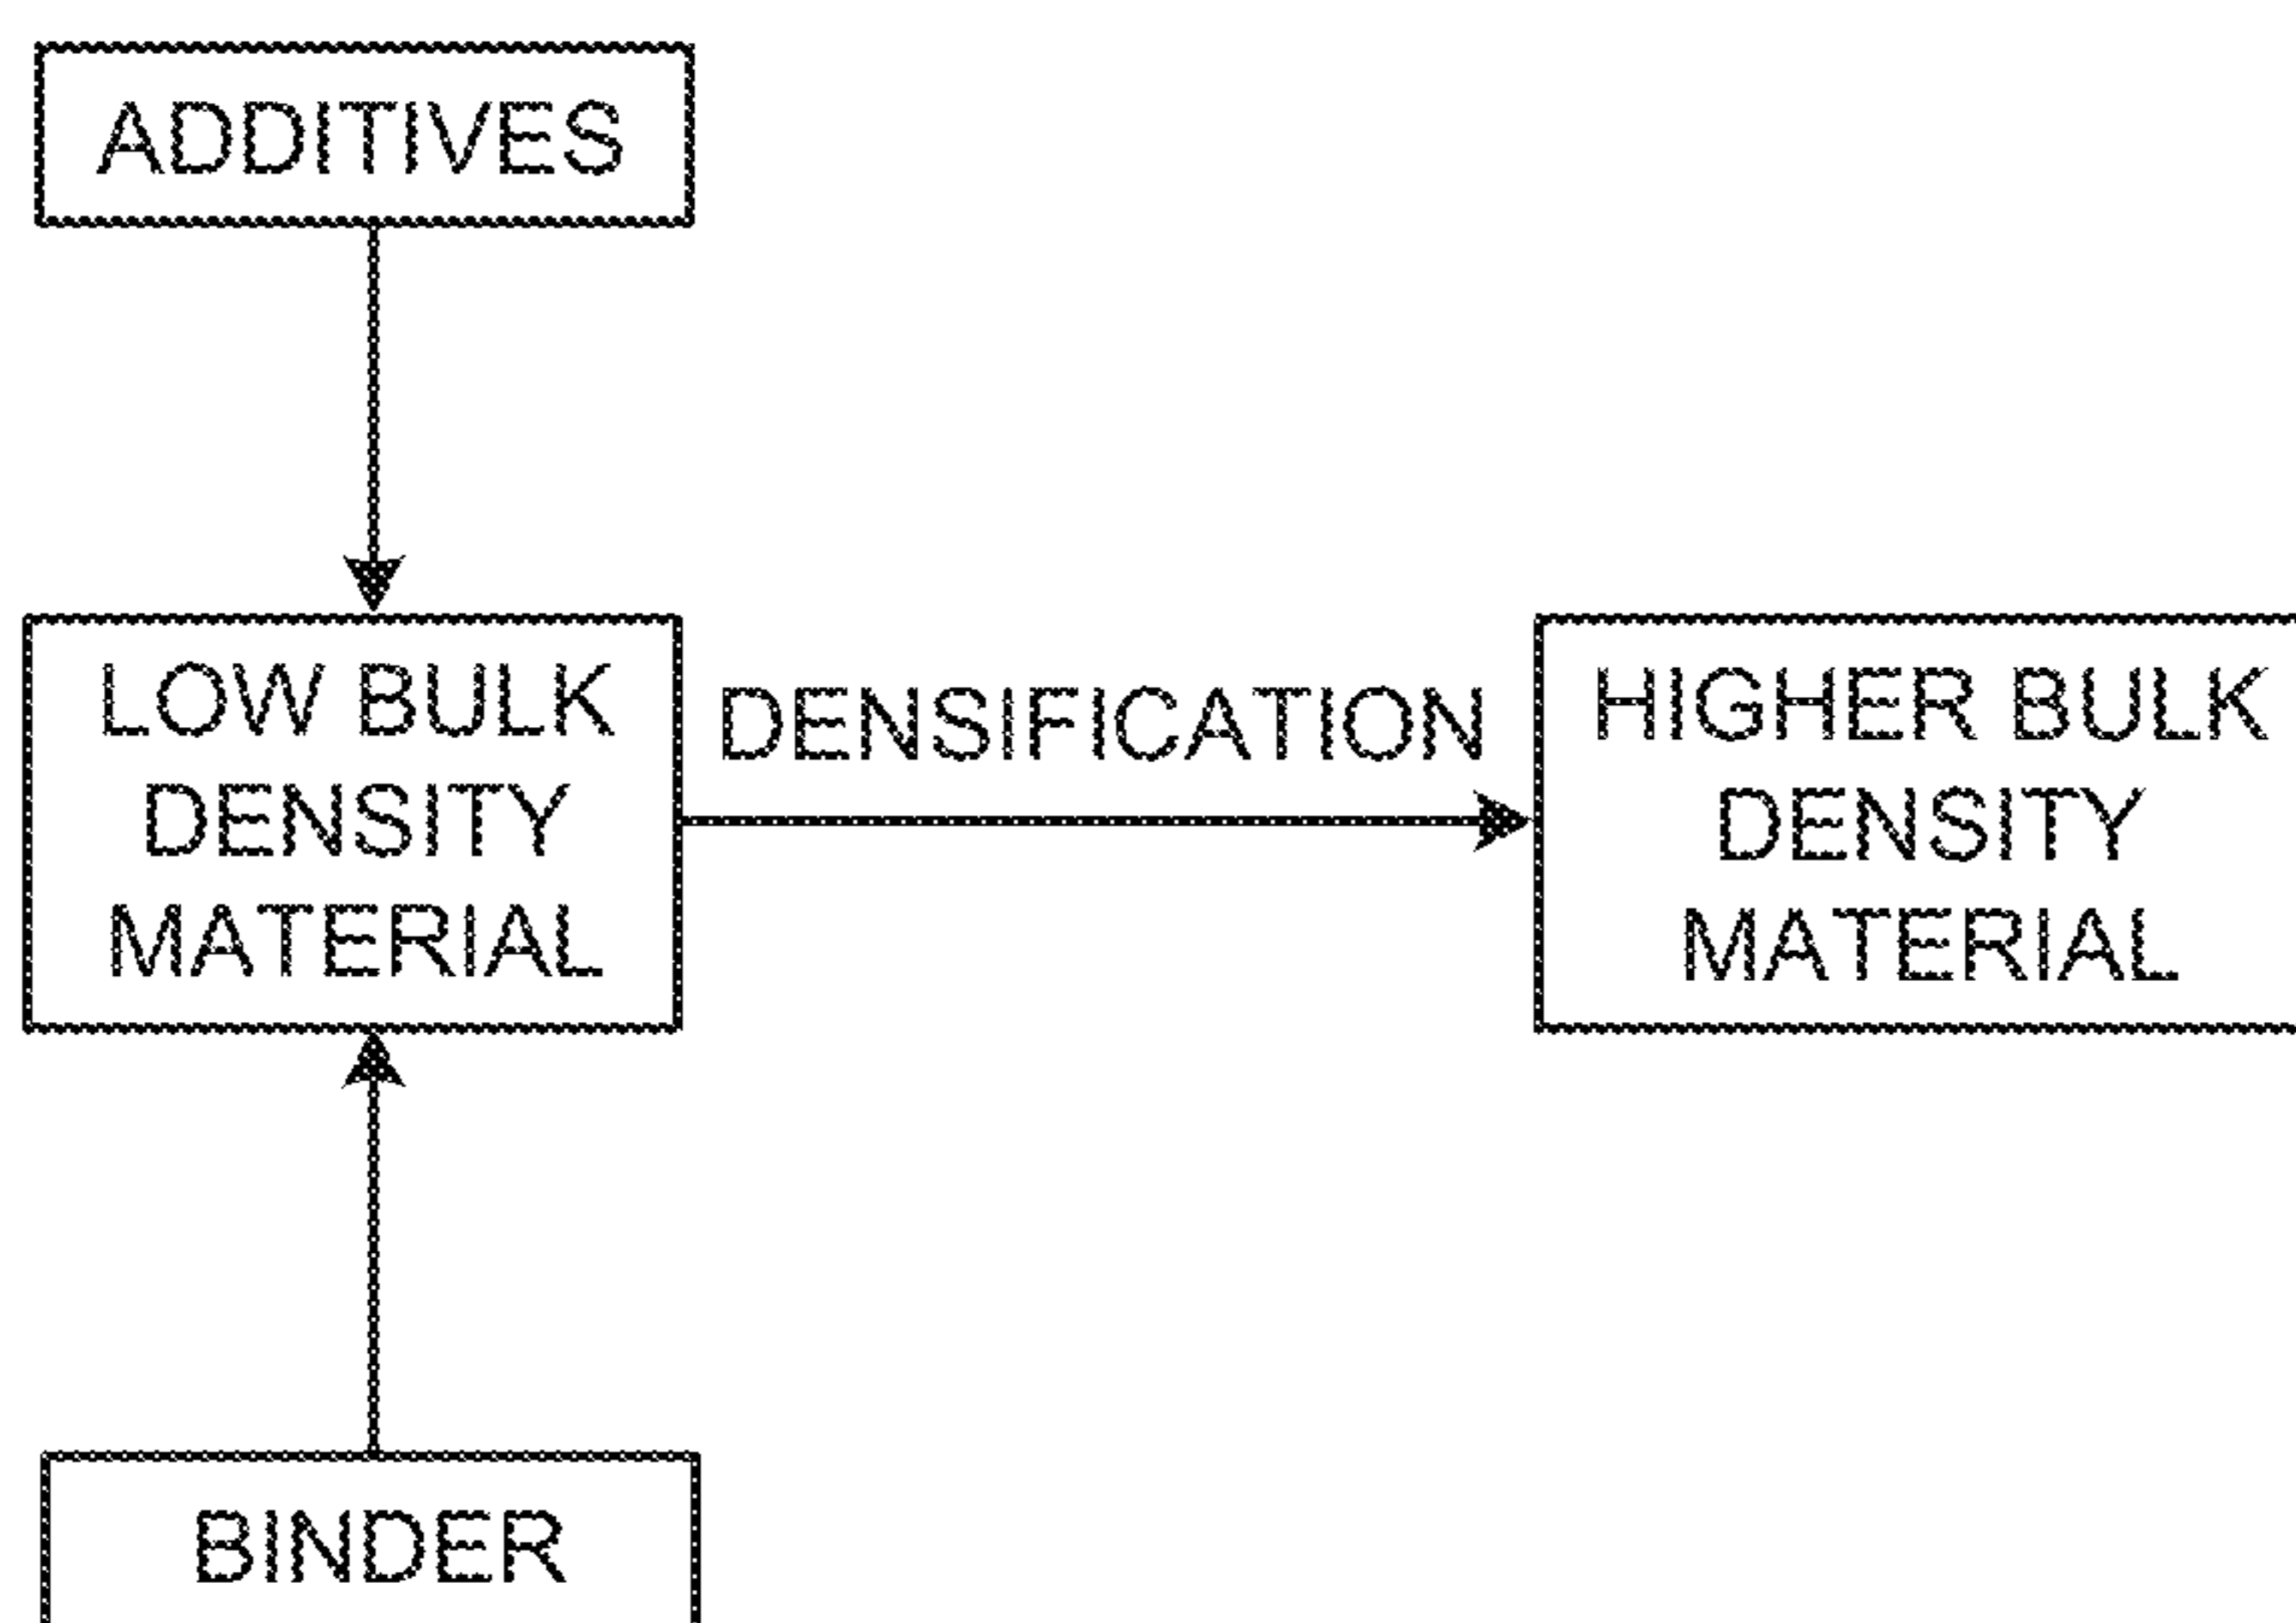 ADDITIVES
LOW BULK
DENSITY
MATERIAL
DENSIFICATION
HIGHER BULK
DENSITY
MATERIAL
BINDER